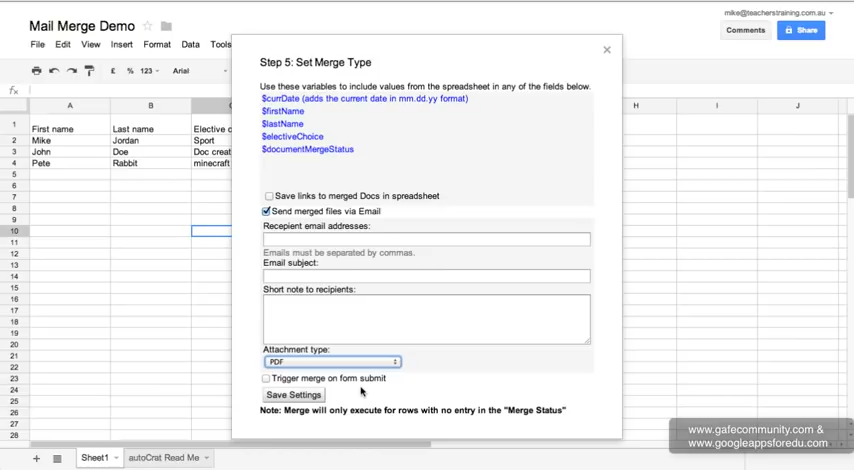 mike@teacherstraining.com.au
Mail Merge Demo
Comments
Share
File Edit View Insert Format Data Tools
£ % 123 Arial
fx
A B C H I J
1 First name Last name Elective c
2 Mike Jordan Sport
3 John Doe Doc creat
4 Pete Rabbit minecraft
5
6
7
8
9
10
11
12
13
14
15
16
17
18
19
20
21
22
23
24
25
26
27
28
Step 5: Set Merge Type
Use these variables to include values from the spreadsheet in any of the fields below.
$currDate (adds the current date in mm.dd.yy format)
$firstName
$lastName
$electiveChoice
$documentMergeStatus
Save links to merged Docs in spreadsheet
Send merged files via Email
Recepient email addresses:
Emails must be separated by commas.
Email subject:
Short note to recipients:
Attachment type:
PDF
Trigger merge on form submit
Save Settings
Note: Merge will only execute for rows with no entry in the "Merge Status"
www.gafecommunity.com &
www.googleappsforedu.com
Sheet1 autoCrat Read Me